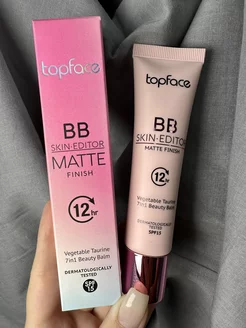 topface
BB
SKIN·EDITOR
MATTE
FINISH
12hr
Vegetable Taurine
7in1 Beauty Balm
DERMATOLOGICALLY
TESTED
SPF
15
topface
BB
SKIN·EDITOR
MATTE FINISH
12hr
Vegetable Taurine
7in1 Beauty Balm
DERMATOLOGICALLY
TESTED
SPF15